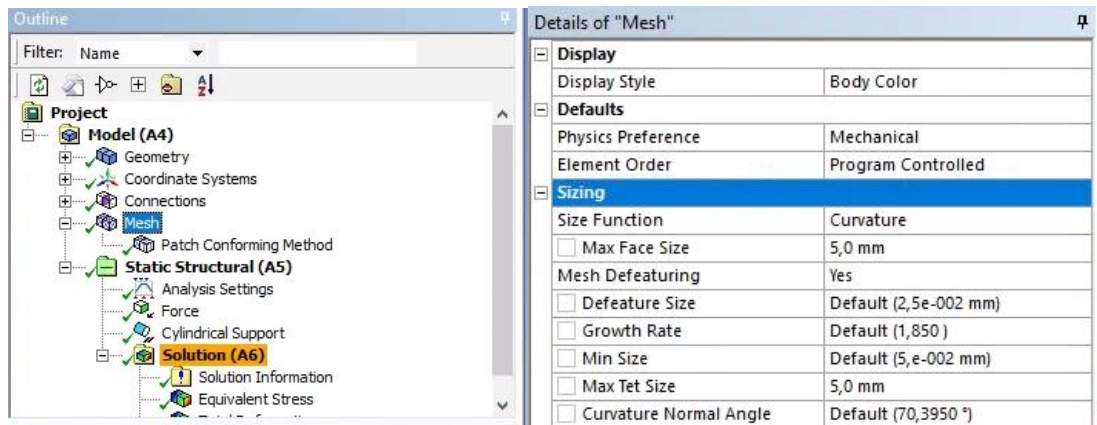 Outline
Filter: Name
Project
Model (A4)
Geometry
Coordinate Systems
Connections
Mesh
Patch Conforming Method
Static Structural (A5)
Analysis Settings
Force
Cylindrical Support
Solution (A6)
Solution Information
Equivalent Stress
Details of "Mesh"
Display
Display Style Body Color
Defaults
Physics Preference Mechanical
Element Order Program Controlled
Sizing
Size Function Curvature
Max Face Size 5,0 mm
Mesh Defeaturing Yes
Defeature Size Default (2,5e-002 mm)
Growth Rate Default (1,850 )
Min Size Default (5,e-002 mm)
Max Tet Size 5,0 mm
Curvature Normal Angle Default (70,3950 °)